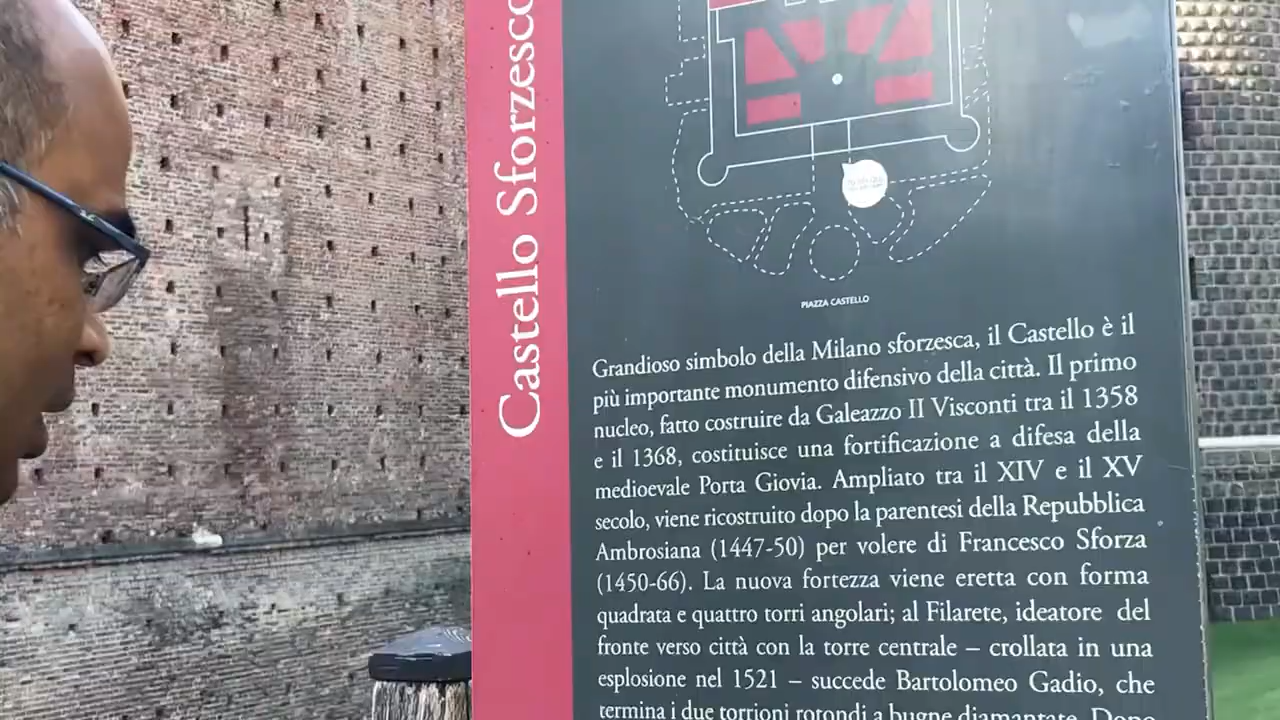 Castello Sforzesco
PIAZZA CASTELLO
Grandioso simbolo della Milano sforzesca, il Castello è il
più importante monumento difensivo della città. Il primo
nucleo, fatto costruire da Galeazzo II Visconti tra il 1358
e il 1368, costituisce una fortificazione a difesa della
medioevale Porta Giovia. Ampliato tra il XIV e il XV
secolo, viene ricostruito dopo la parentesi della Repubblica
Ambrosiana (1447-50) per volere di Francesco Sforza
(1450-66). La nuova fortezza viene eretta con forma
quadrata e quattro torri angolari; al Filarete, ideatore del
fronte verso città con la torre centrale – crollata in una
esplosione nel 1521 – succede Bartolomeo Gadio, che
termina i due torrioni rotondi a bugne diamantate. Dopo